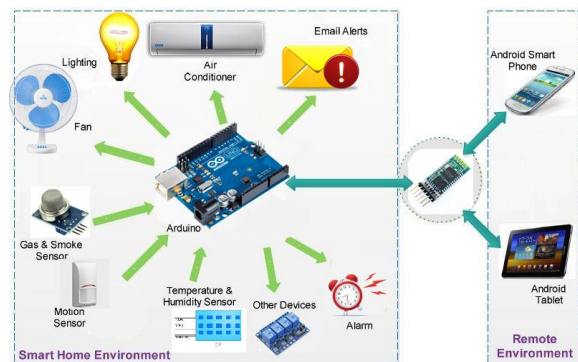 Lighting
Air
Conditioner
Email Alerts
Android Smart
Phone
Fan
Arduino
Gas & Smoke
Sensor
Motion
Sensor
Temperature &
Humidity Sensor
Other Devices
Alarm
Android
Tablet
Smart Home Environment
Remote
Environment